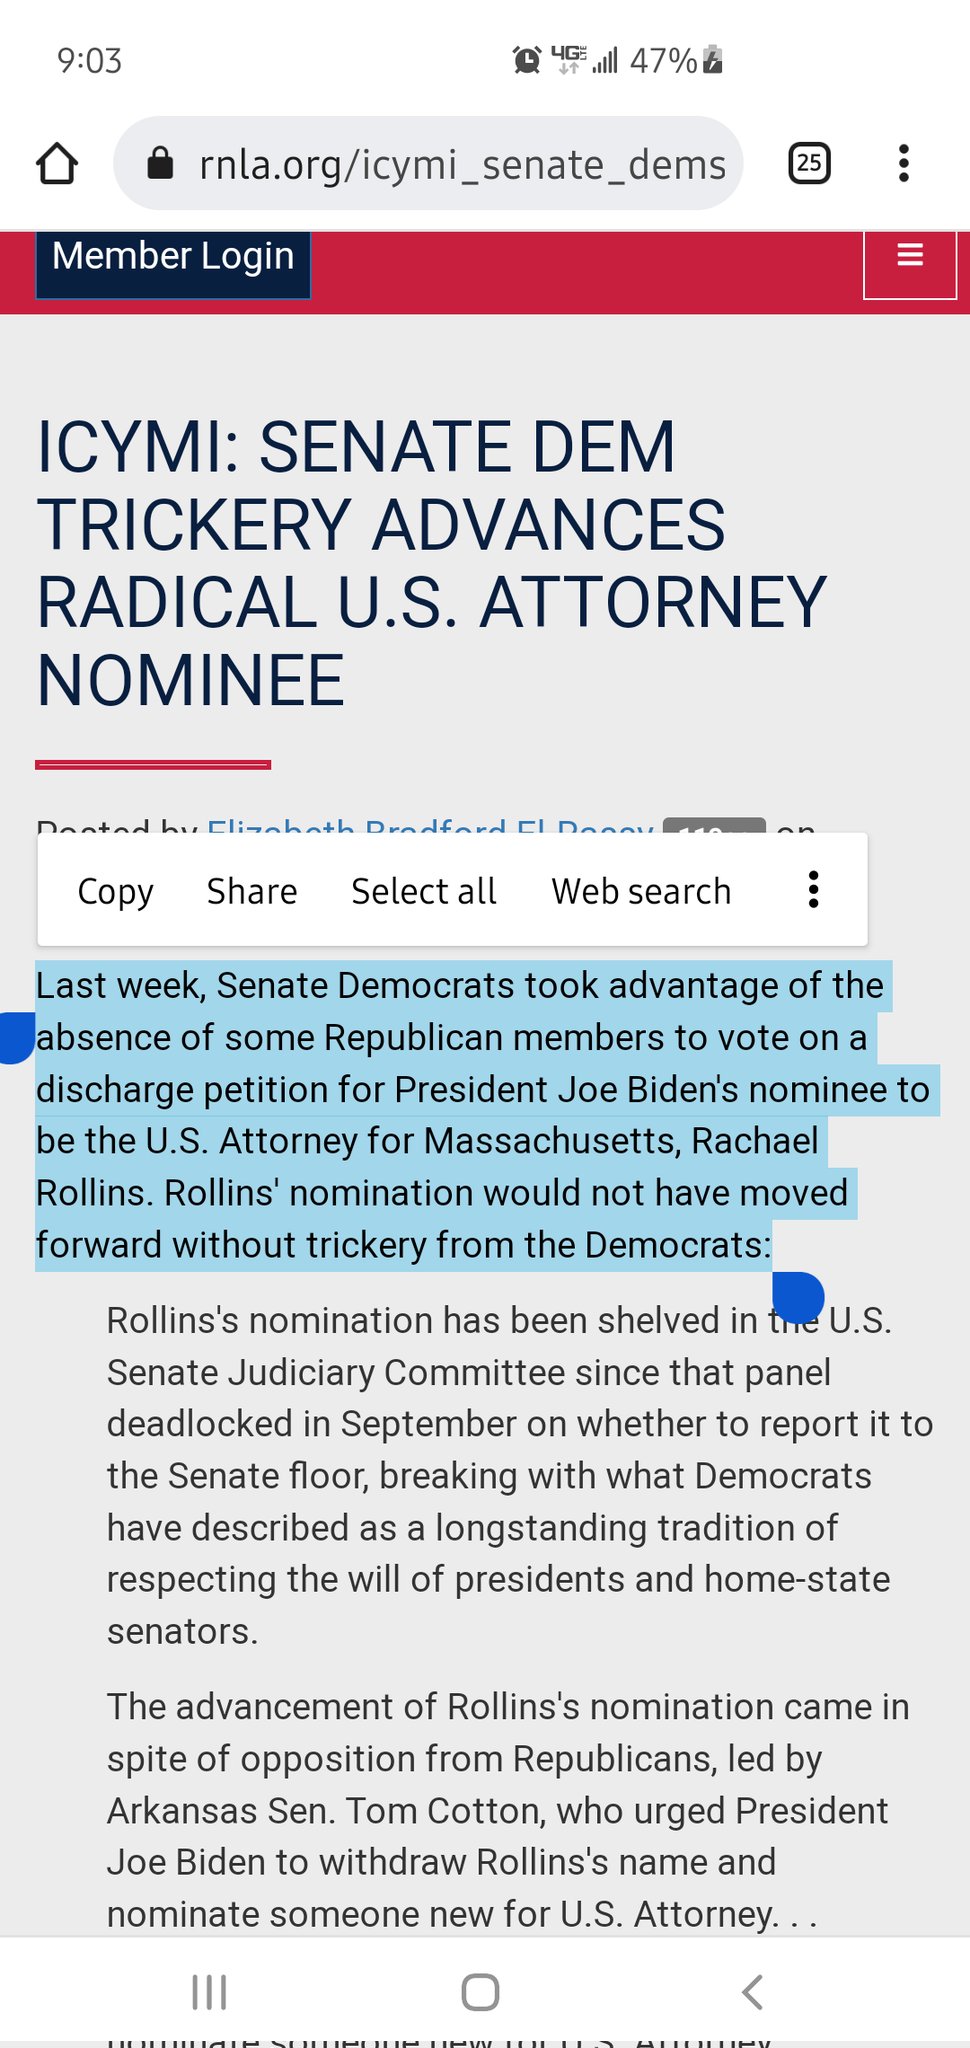 9:03
4G LTE 47%
rnla.org/icymi_senate_dems
25
Member Login
ICYMI: SENATE DEM
TRICKERY ADVANCES
RADICAL U.S. ATTORNEY
NOMINEE
Posted by Elizabeth Bradford El Rassy on
Copy Share Select all Web search
Last week, Senate Democrats took advantage of the
absence of some Republican members to vote on a
discharge petition for President Joe Biden's nominee to
be the U.S. Attorney for Massachusetts, Rachael
Rollins. Rollins' nomination would not have moved
forward without trickery from the Democrats:
Rollins's nomination has been shelved in the U.S.
Senate Judiciary Committee since that panel
deadlocked in September on whether to report it to
the Senate floor, breaking with what Democrats
have described as a longstanding tradition of
respecting the will of presidents and home-state
senators.
The advancement of Rollins's nomination came in
spite of opposition from Republicans, led by
Arkansas Sen. Tom Cotton, who urged President
Joe Biden to withdraw Rollins's name and
nominate someone new for U.S. Attorney. . .
nominate someone new for U.S. Attorney